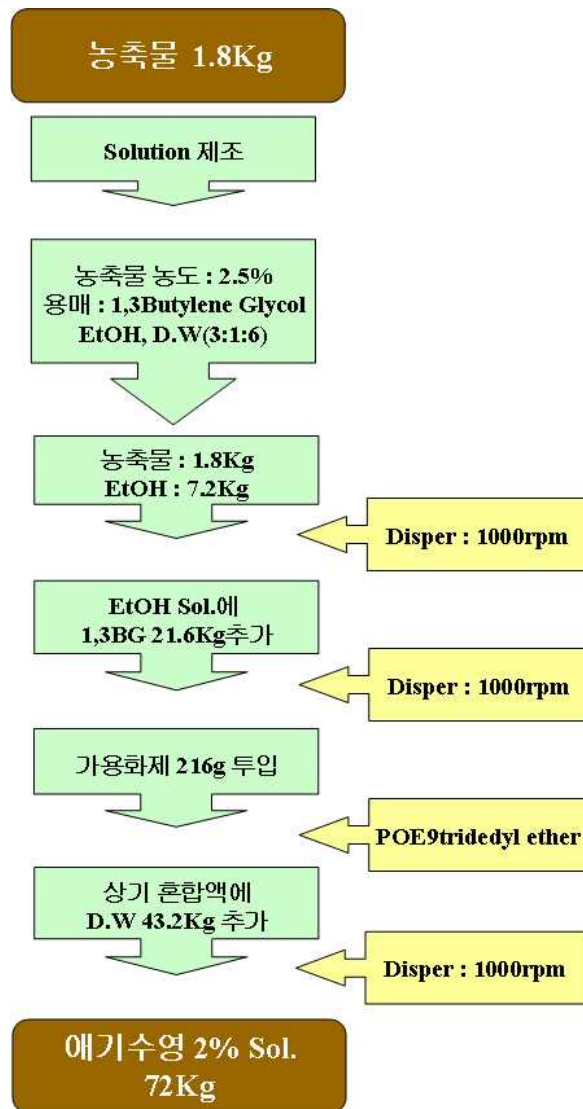 농축물 1.8Kg
Solution 제조
농축물 농도 : 2.5%
용매 : 1,3Butylene Glycol
EtOH, D.W(3:1:6)
농축물 : 1.8Kg
EtOH : 7.2Kg
Disper : 1000rpm
EtOH Sol.에
1,3BG 21.6Kg추가
Disper : 1000rpm
가용화제 216g 투입
POE9tridedyl ether
상기 혼합액에
D.W 43.2Kg 추가
Disper : 1000rpm
애기수영 2% Sol.
72Kg